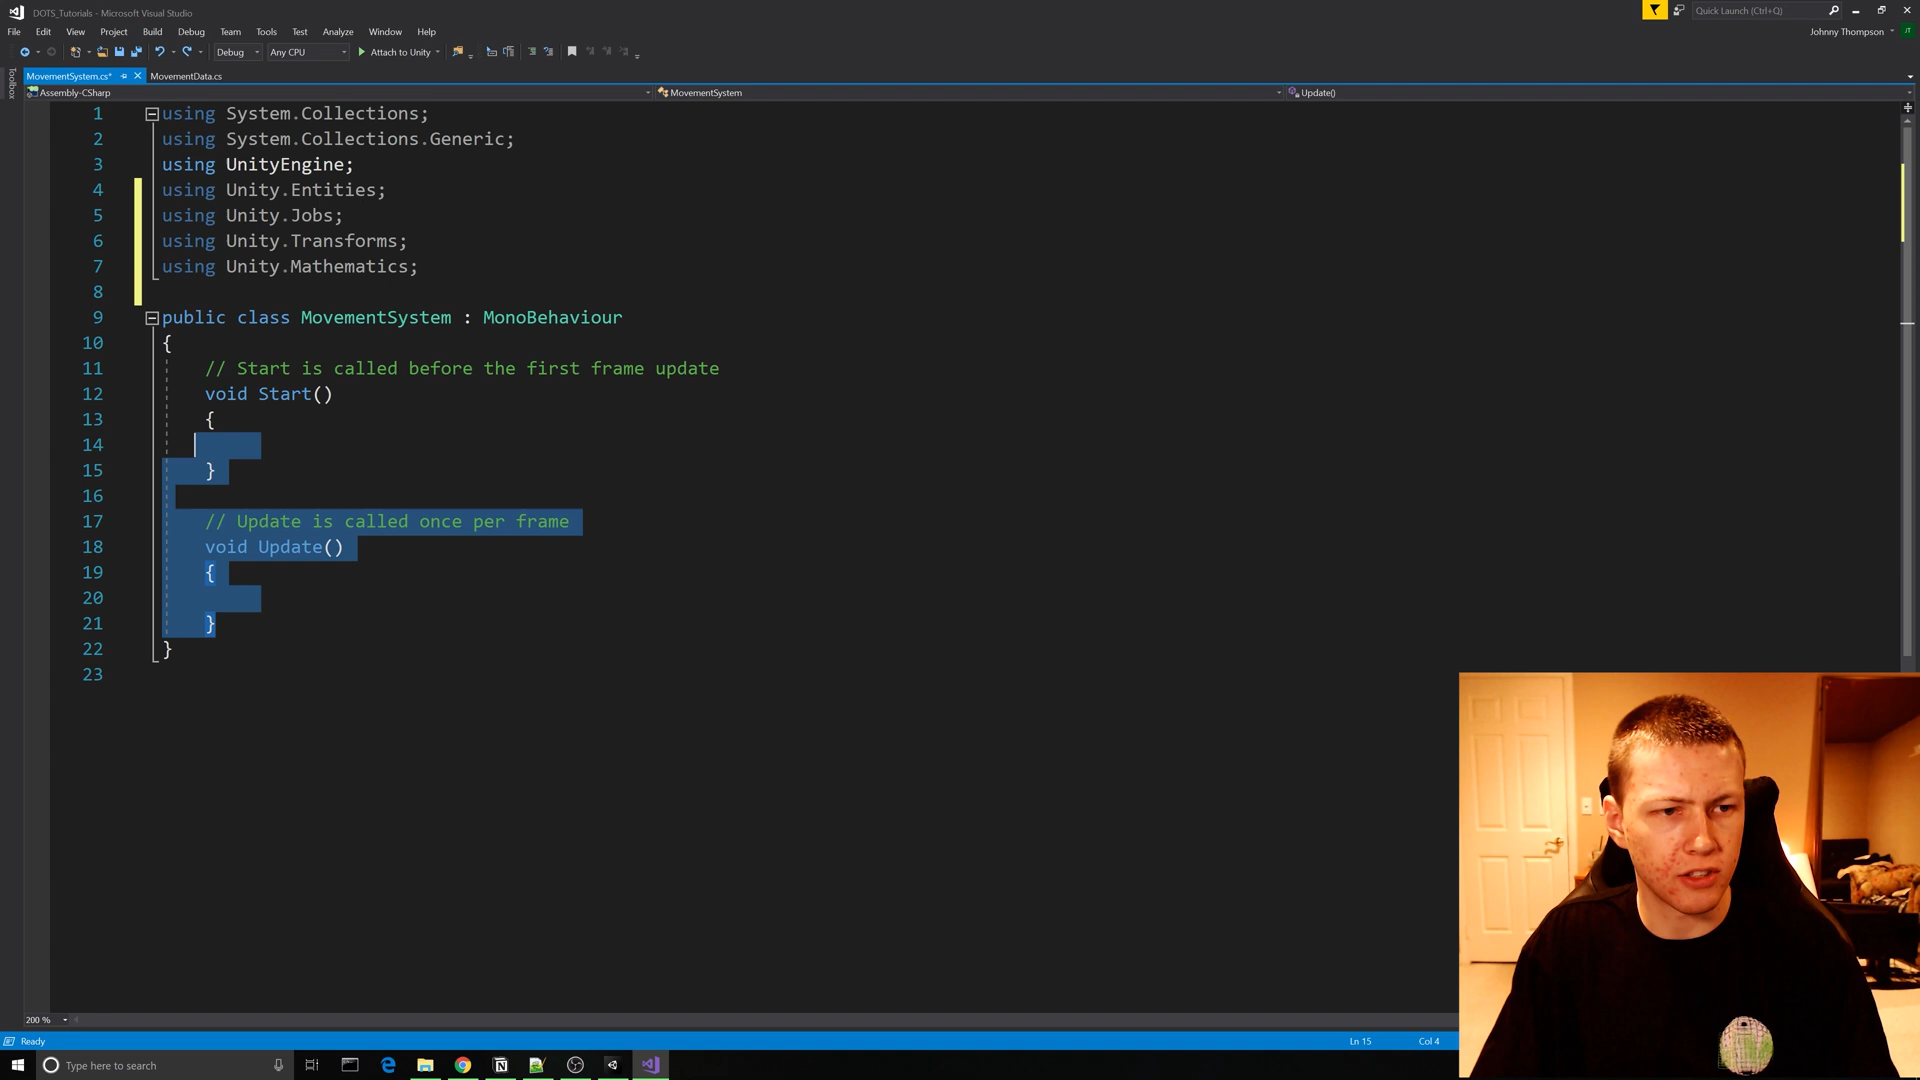 DOTS_Tutorials - Microsoft Visual Studio
Quick Launch (Ctrl+Q)
File Edit View Project Build Debug Team Tools Test Analyze Window Help
Johnny Thompson
JT
Debug Any CPU Attach to Unity
Toolbox
MovementSystem.cs* MovementData.cs
Assembly-CSharp MovementSystem Update()
1 using System.Collections;
2 using System.Collections.Generic;
3 using UnityEngine;
4 using Unity.Entities;
5 using Unity.Jobs;
6 using Unity.Transforms;
7 using Unity.Mathematics;
8
9 public class MovementSystem : MonoBehaviour
10 {
11 // Start is called before the first frame update
12 void Start()
13 {
14
15 }
16
17 // Update is called once per frame
18 void Update()
19 {
20
21 }
22 }
23
200 %
Ready Ln 15 Col 4
Type here to search